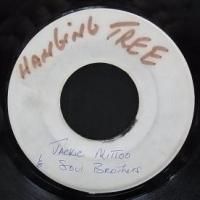 HANGING TREE
JACKIE MITTOO
& SOUL BROTHERS